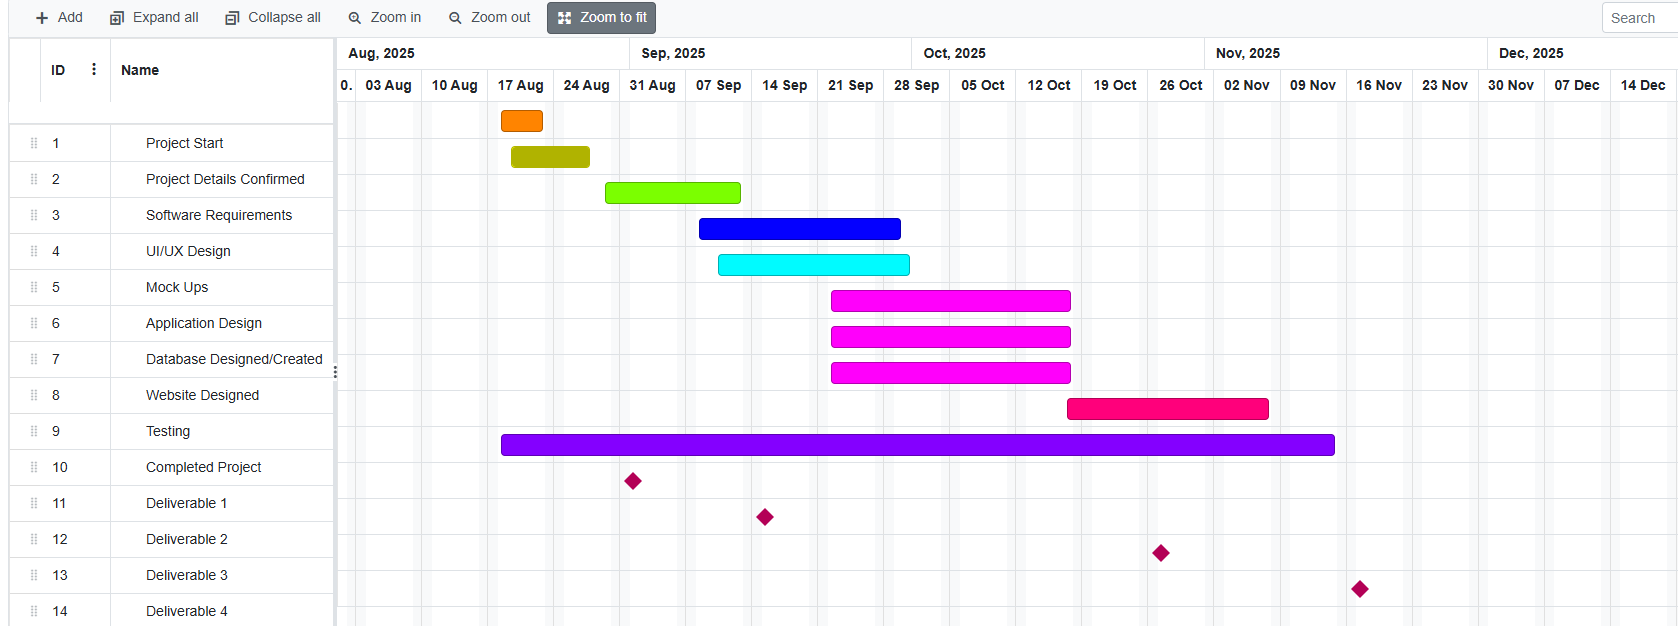 Add Expand all Collapse all Zoom in Zoom out Zoom to fit Search
Aug, 2025 Sep, 2025 Oct, 2025 Nov, 2025 Dec, 2025
ID Name
0. 03 Aug 10 Aug 17 Aug 24 Aug 31 Aug 07 Sep 14 Sep 21 Sep 28 Sep 05 Oct 12 Oct 19 Oct 26 Oct 02 Nov 09 Nov 16 Nov 23 Nov 30 Nov 07 Dec 14 Dec
1 Project Start
2 Project Details Confirmed
3 Software Requirements
4 UI/UX Design
5 Mock Ups
6 Application Design
7 Database Designed/Created
8 Website Designed
9 Testing
10 Completed Project
11 Deliverable 1
12 Deliverable 2
13 Deliverable 3
14 Deliverable 4